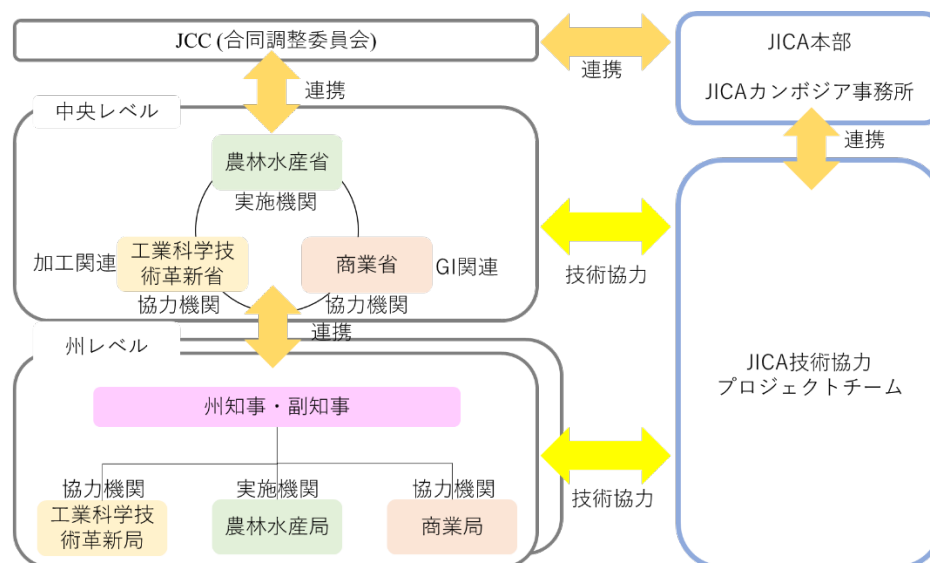 JCC (合同調整委員会)
連携
JICA本部
JICAカンボジア事務所
連携
連携
中央レベル
農林水産省
実施機関
加工関連
工業科学技
術革新省
協力機関
商業省
GI関連
協力機関
技術協力
連携
州レベル
州知事・副知事
協力機関
工業科学技
術革新局
実施機関
農林水産局
協力機関
商業局
技術協力
JICA技術協力
プロジェクトチーム